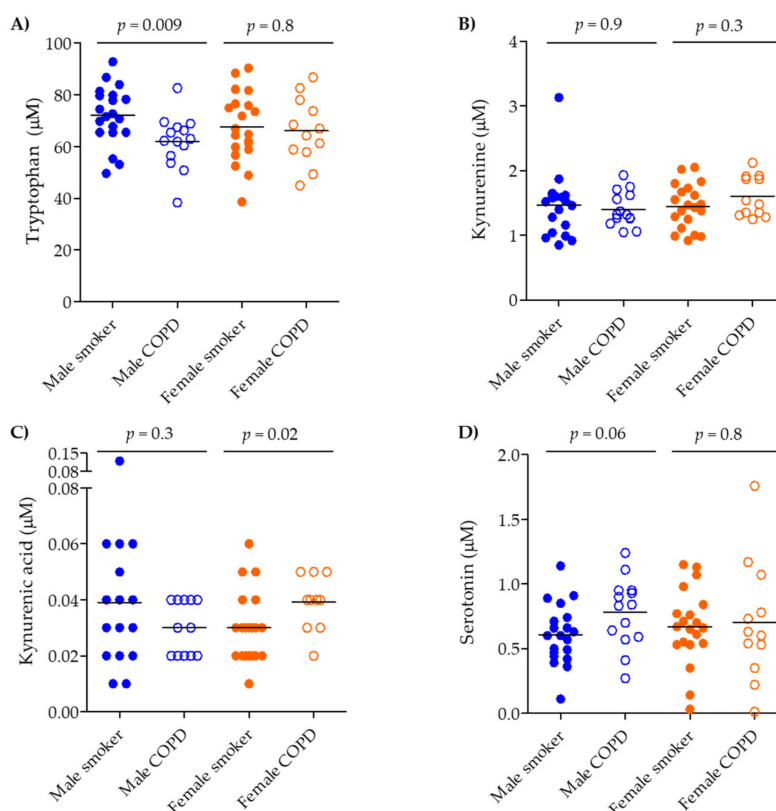 A)
p = 0.009
p = 0.8
100
80
60
40
20
0
Tryptophan (μM)
Male smoker
Male COPD
Female smoker
Female COPD
B)
p = 0.9
p = 0.3
4
3
2
1
0
Kynurenine (μM)
Male smoker
Male COPD
Female smoker
Female COPD
C)
p = 0.3
p = 0.02
0.15
0.08
0.08
0.06
0.04
0.02
0.00
Kynurenic acid (μM)
Male smoker
Male COPD
Female smoker
Female COPD
D)
p = 0.06
p = 0.8
2.0
1.5
1.0
0.5
0.0
Serotonin (μM)
Male smoker
Male COPD
Female smoker
Female COPD